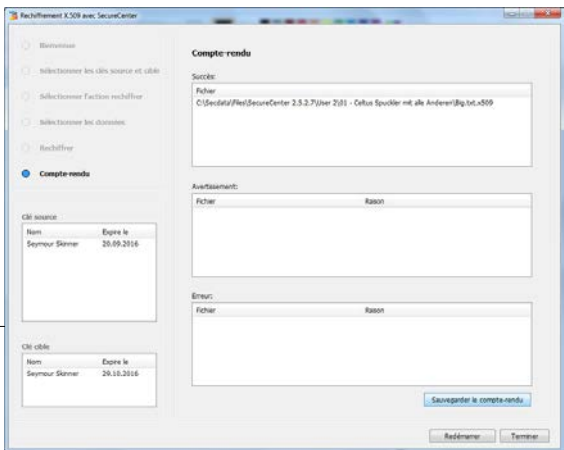 Rechiffrement X.509 avec SecureCenter
Bienvenue
Sélectionner les clés source et cible
Sélectionner l'action rechiffrer
Sélectionner les données
Rechiffrer
Compte-rendu
Clé source
Nom Expire le
Seymour Skinner 20.09.2016
Clé cible
Nom Expire le
Seymour Skinner 29.10.2016
Compte-rendu
Succès:
Fichier
C:\Secdata\Files\SecureCenter 2.5.2.7\User 2\01 - Celtus Spuckler mit alle Anderen\Big.txt.x509
Avertissement:
Fichier Raison
Erreur:
Fichier Raison
Sauvegarder le compte-rendu
Redémarrer Terminer